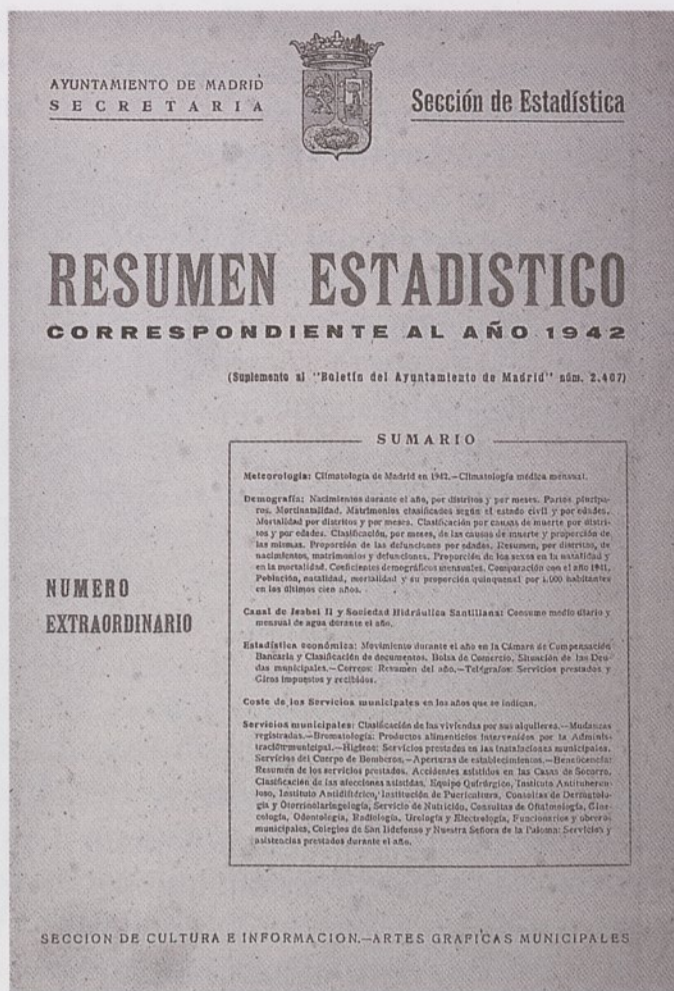 AYUNTAMIENTO DE MADRID
SECRETARIA
Sección de Estadística
RESUMEN ESTADISTICO
CORRESPONDIENTE AL AÑO 1942
(Suplemento al "Boletín del Ayuntamiento de Madrid" núm. 2.407)
NUMERO
EXTRAORDINARIO
SUMARIO
Meteorología: Climatología de Madrid en 1942.—Climatología médica mensual.
Demografía: Nacimientos durante el año, por distritos y por meses. Partos plurípa-
ros. Mortinatalidad. Matrimonios clasificados según el estado civil y por edades.
Mortalidad por distritos y por meses. Clasificación por causas de muerte por distri-
tos y por edades. Clasificación, por meses, de las causas de muerte y proporción de
las mismas. Proporción de las defunciones por edades. Resumen, por distritos, de
nacimientos, matrimonios y defunciones. Proporción de los sexos en la natalidad y
en la mortalidad. Coeficientes demográficos mensuales. Comparación con el año 1941.
Población, natalidad, mortalidad y su proporción quinquenal por 1.000 habitantes
en los últimos cien años.
Canal de Isabel II y Sociedad Hidráulica Santillana: Consumo medio diario y
mensual de agua durante el año.
Estadística económica: Movimiento durante el año en la Cámara de Compensación
Bancaria y Clasificación de documentos. Bolsa de Comercio, Situación de las Deu-
das municipales.—Correos: Resumen del año.—Telégrafos: Servicios prestados y
Giros impuestos y recibidos.
Coste de los Servicios municipales en los años que se indican.
Servicios municipales: Clasificación de las viviendas por sus alquileres.—Mudanzas
registradas.—Bromatología: Productos alimenticios intervenidos por la Adminis-
tración municipal.—Higiene: Servicios prestados en las instalaciones municipales.
Servicios del Cuerpo de Bomberos.—Aperturas de establecimientos.—Beneficencia:
Resumen de los servicios prestados. Accidentes asistidos en las Casas de Socorro.
Clasificación de las afecciones asistidas. Equipo Quirúrgico, Instituto Antituber-
culoso, Instituto Antidiftérico, Institución de Puericultura, Consultas de Dermatolo-
gía y Otorrinolaringología, Servicio de Nutrición, Consultas de Oftalmología, Gine-
cología, Odontología, Radiología, Urología y Electrología, Funcionarios y obreros
municipales, Colegios de San Ildefonso y Nuestra Señora de la Paloma: Servicios y
asistencias prestados durante el año.
SECCION DE CULTURA E INFORMACION.—ARTES GRAFICAS MUNICIPALES